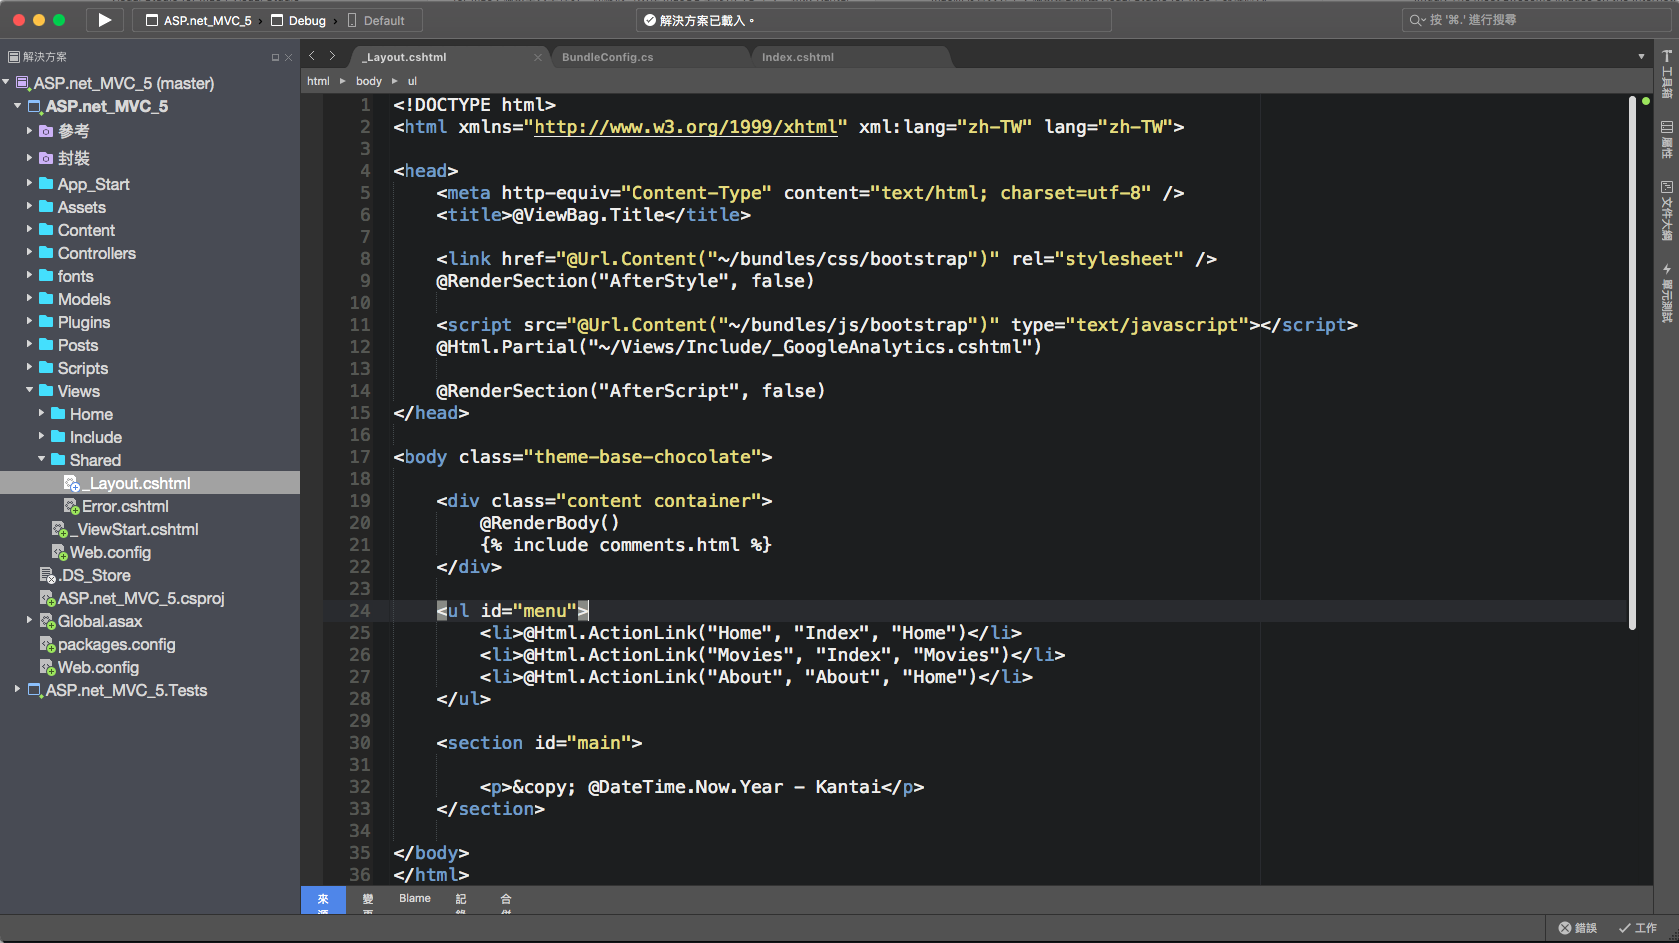 ASP.net_MVC_5 › Debug › Default
解決方案已載入。
按 '⌘.' 進行搜尋
解決方案
ASP.net_MVC_5 (master)
ASP.net_MVC_5
參考
封裝
App_Start
Assets
Content
Controllers
fonts
Models
Plugins
Posts
Scripts
Views
Home
Include
Shared
_Layout.cshtml
Error.cshtml
_ViewStart.cshtml
Web.config
.DS_Store
ASP.net_MVC_5.csproj
Global.asax
packages.config
Web.config
ASP.net_MVC_5.Tests
_Layout.cshtml
BundleConfig.cs
Index.cshtml
html ▸ body ▸ ul
1 <!DOCTYPE html>
2 <html xmlns="http://www.w3.org/1999/xhtml" xml:lang="zh-TW" lang="zh-TW">
3
4 <head>
5 <meta http-equiv="Content-Type" content="text/html; charset=utf-8" />
6 <title>@ViewBag.Title</title>
7
8 <link href="@Url.Content("~/bundles/css/bootstrap")" rel="stylesheet" />
9 @RenderSection("AfterStyle", false)
10
11 <script src="@Url.Content("~/bundles/js/bootstrap")" type="text/javascript"></script>
12 @Html.Partial("~/Views/Include/_GoogleAnalytics.cshtml")
13
14 @RenderSection("AfterScript", false)
15 </head>
16
17 <body class="theme-base-chocolate">
18
19 <div class="content container">
20 @RenderBody()
21 {% include comments.html %}
22 </div>
23
24 <ul id="menu">
25 <li>@Html.ActionLink("Home", "Index", "Home")</li>
26 <li>@Html.ActionLink("Movies", "Index", "Movies")</li>
27 <li>@Html.ActionLink("About", "About", "Home")</li>
28 </ul>
29
30 <section id="main">
31
32 <p>&copy; @DateTime.Now.Year - Kantai</p>
33 </section>
34
35 </body>
36 </html>
工具箱
屬性
文件大綱
單元測試
來源
變更
Blame
記錄
合併
錯誤
工作